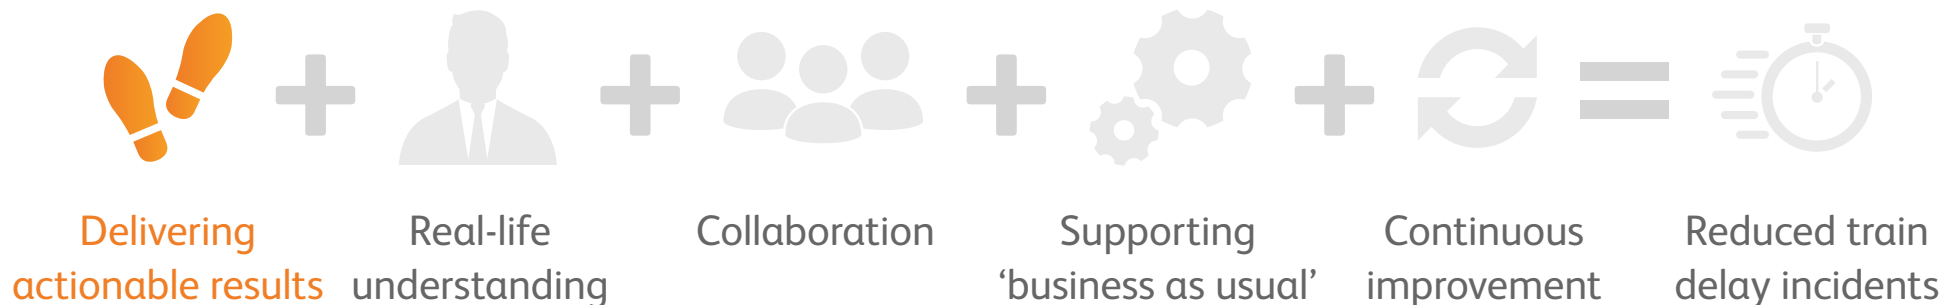 Delivering
actionable results
Real-life
understanding
Collaboration
Supporting
‘business as usual’
Continuous
improvement
Reduced train
delay incidents